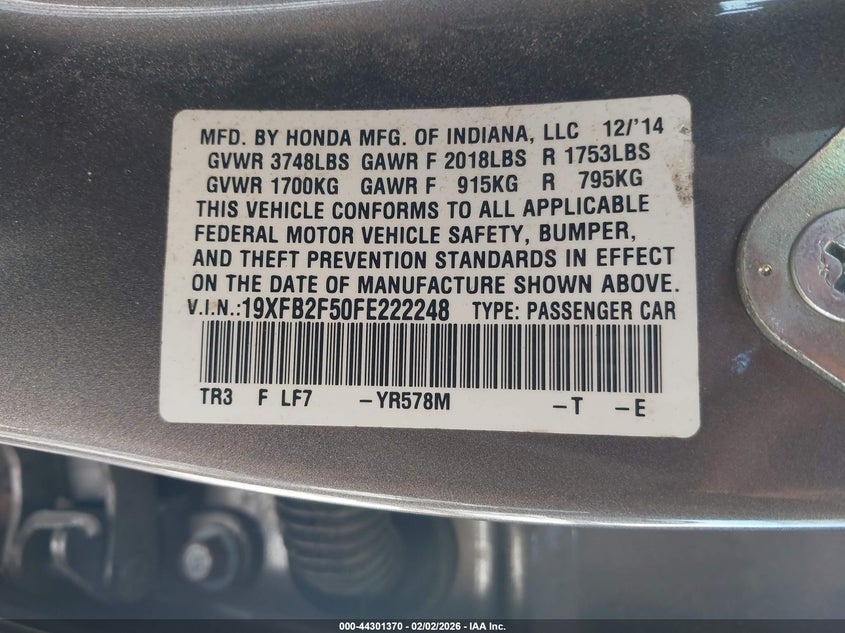 MFD. BY HONDA MFG. OF INDIANA, LLC 12/'14
GVWR 3748LBS GAWR F 2018LBS R 1753LBS
GVWR 1700KG GAWR F 915KG R 795KG
THIS VEHICLE CONFORMS TO ALL APPLICABLE
FEDERAL MOTOR VEHICLE SAFETY, BUMPER,
AND THEFT PREVENTION STANDARDS IN EFFECT
ON THE DATE OF MANUFACTURE SHOWN ABOVE.
V.I.N.:19XFB2F50FE222248 TYPE: PASSENGER CAR
TR3 F LF7 -YR578M -T -E
000-44301370 - 02/02/2026 - IAA Inc.